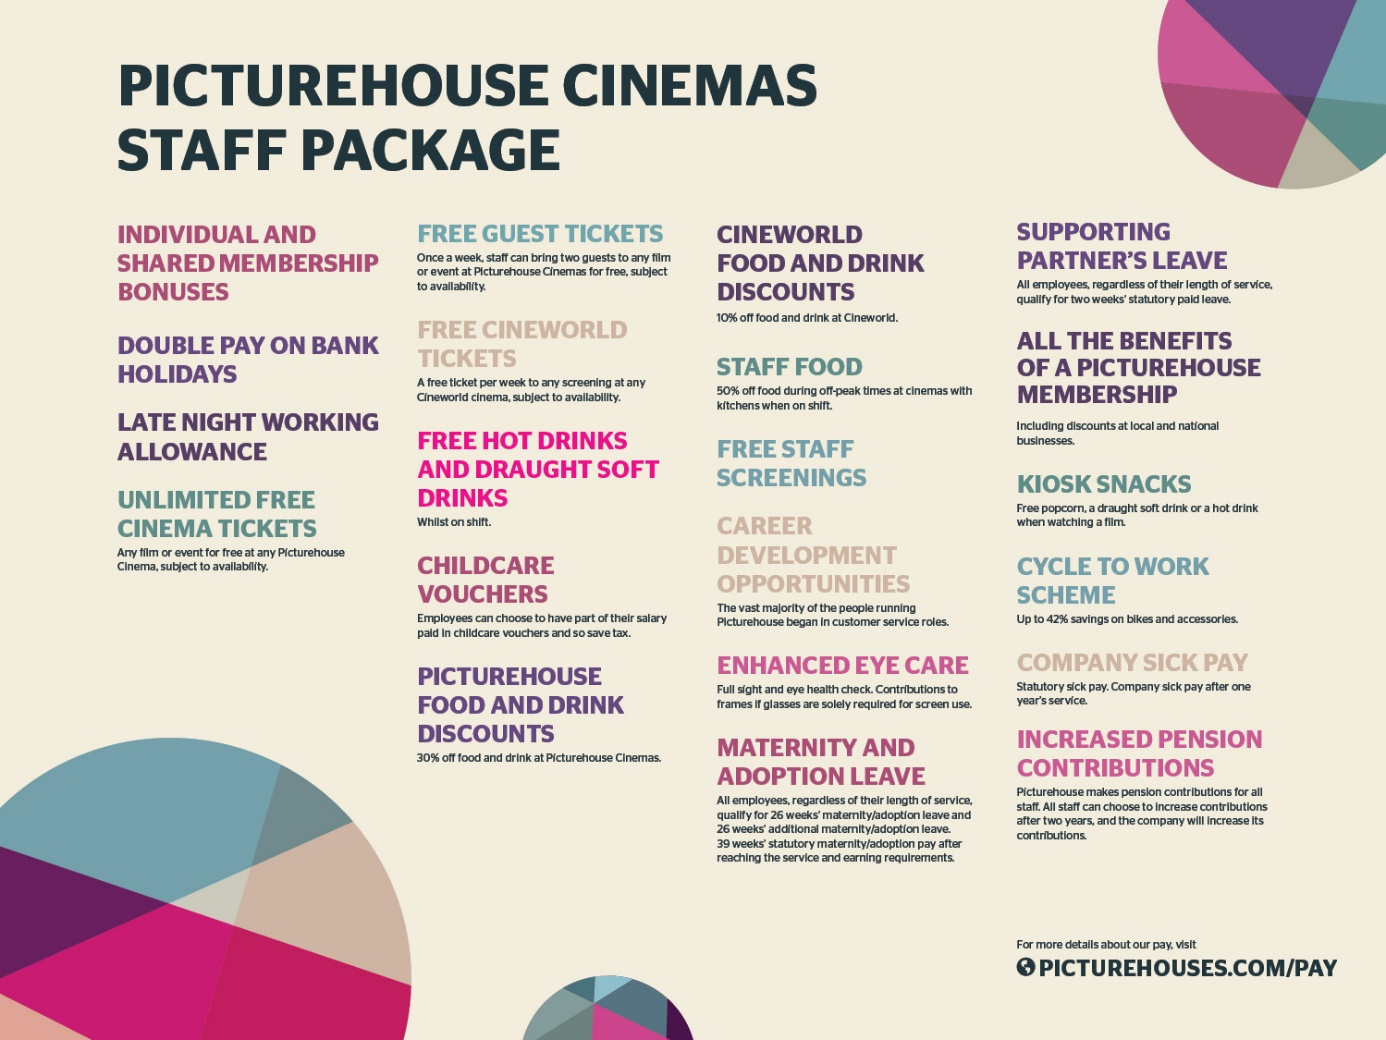 PICTUREHOUSE CINEMAS
STAFF PACKAGE
INDIVIDUAL AND
SHARED MEMBERSHIP
BONUSES
DOUBLE PAY ON BANK
HOLIDAYS
LATE NIGHT WORKING
ALLOWANCE
UNLIMITED FREE
CINEMA TICKETS
Any film or event for free at any Picturehouse
Cinema, subject to availability.
FREE GUEST TICKETS
Once a week, staff can bring two guests to any film
or event at Picturehouse Cinemas for free, subject
to availability.
FREE CINEWORLD
TICKETS
A free ticket per week to any screening at any
Cineworld cinema, subject to availability.
FREE HOT DRINKS
AND DRAUGHT SOFT
DRINKS
Whilst on shift.
CHILDCARE
VOUCHERS
Employees can choose to have part of their salary
paid in childcare vouchers and so save tax.
PICTUREHOUSE
FOOD AND DRINK
DISCOUNTS
30% off food and drink at Picturehouse Cinemas.
CINEWORLD
FOOD AND DRINK
DISCOUNTS
10% off food and drink at Cineworld.
STAFF FOOD
50% off food during off-peak times at cinemas with
kitchens when on shift.
FREE STAFF
SCREENINGS
CAREER
DEVELOPMENT
OPPORTUNITIES
The vast majority of the people running
Picturehouse began in customer service roles.
ENHANCED EYE CARE
Full sight and eye health check. Contributions to
frames if glasses are solely required for screen use.
MATERNITY AND
ADOPTION LEAVE
All employees, regardless of their length of service,
qualify for 26 weeks' maternity/adoption leave and
26 weeks' additional maternity/adoption leave.
39 weeks' statutory maternity/adoption pay after
reaching the service and earning requirements.
SUPPORTING
PARTNER'S LEAVE
All employees, regardless of their length of service,
qualify for two weeks' statutory paid leave.
ALL THE BENEFITS
OF A PICTUREHOUSE
MEMBERSHIP
Including discounts at local and national
businesses.
KIOSK SNACKS
Free popcorn, a draught soft drink or a hot drink
when watching a film.
CYCLE TO WORK
SCHEME
Up to 42% savings on bikes and accessories.
COMPANY SICK PAY
Statutory sick pay. Company sick pay after one
year's service.
INCREASED PENSION
CONTRIBUTIONS
Picturehouse makes pension contributions for all
staff. All staff can choose to increase contributions
after two years, and the company will increase its
contributions.
For more details about our pay, visit
PICTUREHOUSES.COM/PAY